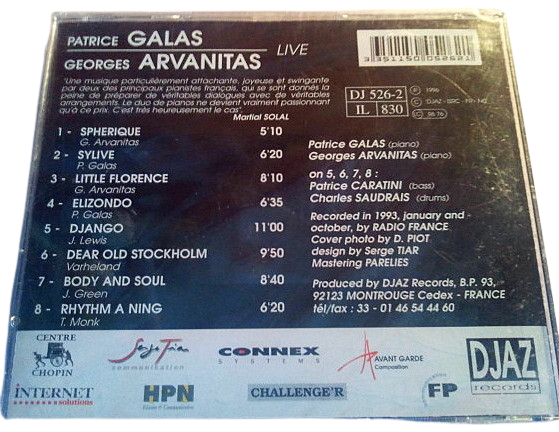 PATRICE GALAS
GEORGES ARVANITAS LIVE
'Une musique particulièrement attachante, joyeuse et swingante
par deux des principaux pianistes français, qui se sont donnés la
peine de préparer de véritables dialogues avec de véritables
arrangements. Le duo de pianos ne devient vraiment passionnant
qu'à ce prix. C'est très heureusement le cas'.
Martial SOLAL
1 - SPHERIQUE 5'10
G. Arvanitas
2 - SYLIVE 6'20
P. Galas
3 - LITTLE FLORENCE 8'10
G. Arvanitas
4 - ELIZONDO 6'35
P. Galas
5 - DJANGO 11'00
J. Lewis
6 - DEAR OLD STOCKHOLM 9'50
Varheland
7 - BODY AND SOUL 8'40
J. Green
8 - RHYTHM A NING 6'20
T. Monk
DJ 526-2
IL 830
1996
Patrice GALAS (piano)
Georges ARVANITAS (piano)
on 5, 6, 7, 8 :
Patrice CARATINI (bass)
Charles SAUDRAIS (drums)
Recorded in 1993, january and
october, by RADIO FRANCE
Cover photo by D. PIOT
design by Serge TIAR
Mastering PARELIES
Produced by DJAZ Records, B.P. 93,
92123 MONTROUGE Cedex - FRANCE
tél/fax : 33 - 01 46 54 44 60
CENTRE
CHOPIN
Serge Tiar
communication
CONNEX
SYSTEMS
AVANT GARDE
Composition
DJAZ
records
INTERNET
solutions
HPN
CHALLENGE'R
FP